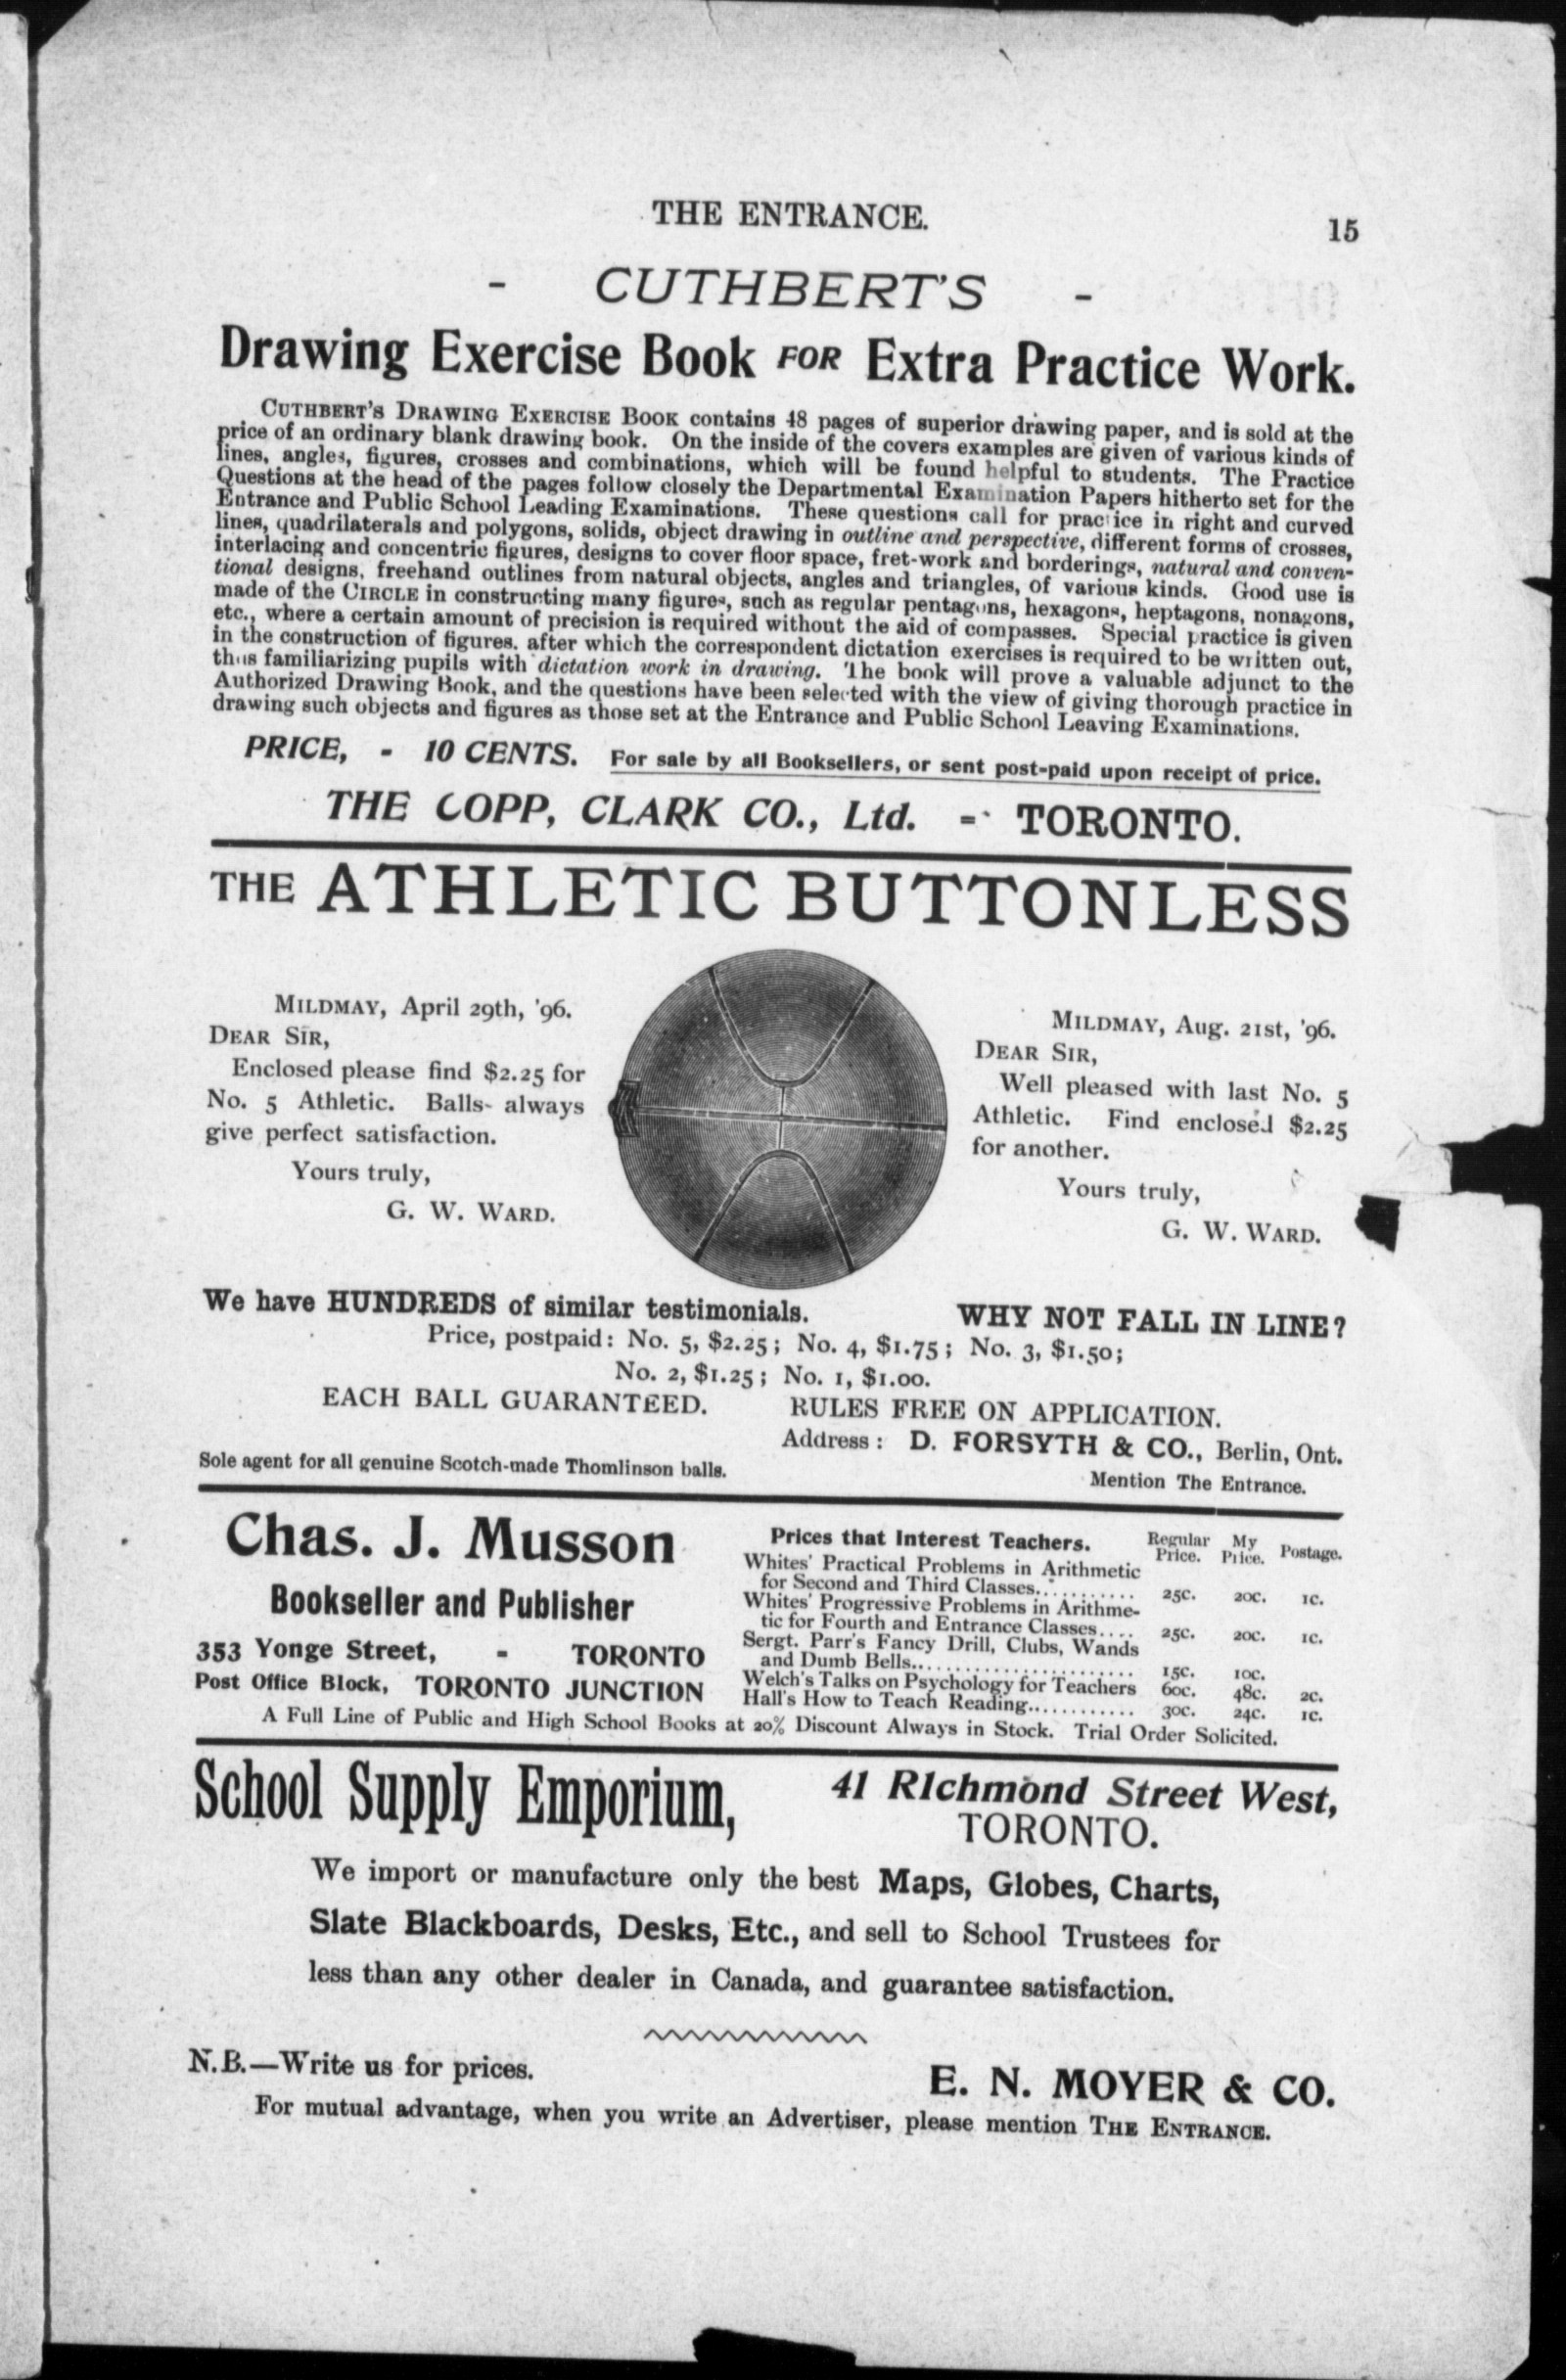 THE ENTRANCE.
15
- CUTHBERT'S -
Drawing Exercise Book FOR Extra Practice Work.
CUTHBERT'S DRAWING EXERCISE BOOK contains 48 pages of superior drawing paper, and is sold at the
price of an ordinary blank drawing book. On the inside of the covers examples are given of various kinds of
lines, angles, figures, crosses and combinations, which will be found helpful to students. The Practice
Questions at the head of the pages follow closely the Departmental Examination Papers hitherto set for the
Entrance and Public School Leading Examinations. These questions call for practice in right and curved
lines, quadrilaterals and polygons, solids, object drawing in outline and perspective, different forms of crosses,
interlacing and concentric figures, designs to cover floor space, fret-work and borderings, natural and conven-
tional designs, freehand outlines from natural objects, angles and triangles, of various kinds. Good use is
made of the CIRCLE in constructing many figures, such as regular pentagons, hexagons, heptagons, nonagons,
etc., where a certain amount of precision is required without the aid of compasses. Special practice is given
in the construction of figures, after which the correspondent dictation exercises is required to be written out,
thus familiarizing pupils with dictation work in drawing. The book will prove a valuable adjunct to the
Authorized Drawing Book, and the questions have been selected with the view of giving thorough practice in
drawing such objects and figures as those set at the Entrance and Public School Leaving Examinations.
PRICE, - 10 CENTS. For sale by all Booksellers, or sent post-paid upon receipt of price.
THE COPP, CLARK CO., Ltd. - TORONTO.
THE ATHLETIC BUTTONLESS
MILDMAY, April 29th, '96.
DEAR SIR,
Enclosed please find $2.25 for
No. 5 Athletic. Balls always
give perfect satisfaction.
Yours truly,
G. W. WARD.
MILDMAY, Aug. 21st, '96.
DEAR SIR,
Well pleased with last No. 5
Athletic. Find enclosed $2.25
for another.
Yours truly,
G. W. WARD.
We have HUNDREDS of similar testimonials. WHY NOT FALL IN LINE?
Price, postpaid: No. 5, $2.25; No. 4, $1.75; No. 3, $1.50;
No. 2, $1.25; No. 1, $1.00.
EACH BALL GUARANTEED. RULES FREE ON APPLICATION.
Address: D. FORSYTH & CO., Berlin, Ont.
Sole agent for all genuine Scotch-made Thomlinson balls.
Mention The Entrance.
Chas. J. Musson
Bookseller and Publisher
353 Yonge Street, - TORONTO
Post Office Block, TORONTO JUNCTION
Prices that Interest Teachers. Regular Price. My Price. Postage.
Whites' Practical Problems in Arithmetic
for Second and Third Classes........... 25c. 20c. 1c.
Whites' Progressive Problems in Arithme-
tic for Fourth and Entrance Classes.... 25c. 20c. 1c.
Sergt. Parr's Fancy Drill, Clubs, Wands
and Dumb Bells........................ 15c. 10c.
Welch's Talks on Psychology for Teachers 60c. 48c. 2c.
Hall's How to Teach Reading............ 30c. 24c. 1c.
A Full Line of Public and High School Books at 20% Discount Always in Stock. Trial Order Solicited.
School Supply Emporium, 41 Richmond Street West,
TORONTO.
We import or manufacture only the best Maps, Globes, Charts,
Slate Blackboards, Desks, Etc., and sell to School Trustees for
less than any other dealer in Canada, and guarantee satisfaction.
N.B.—Write us for prices.
E. N. MOYER & CO.
For mutual advantage, when you write an Advertiser, please mention THE ENTRANCE.